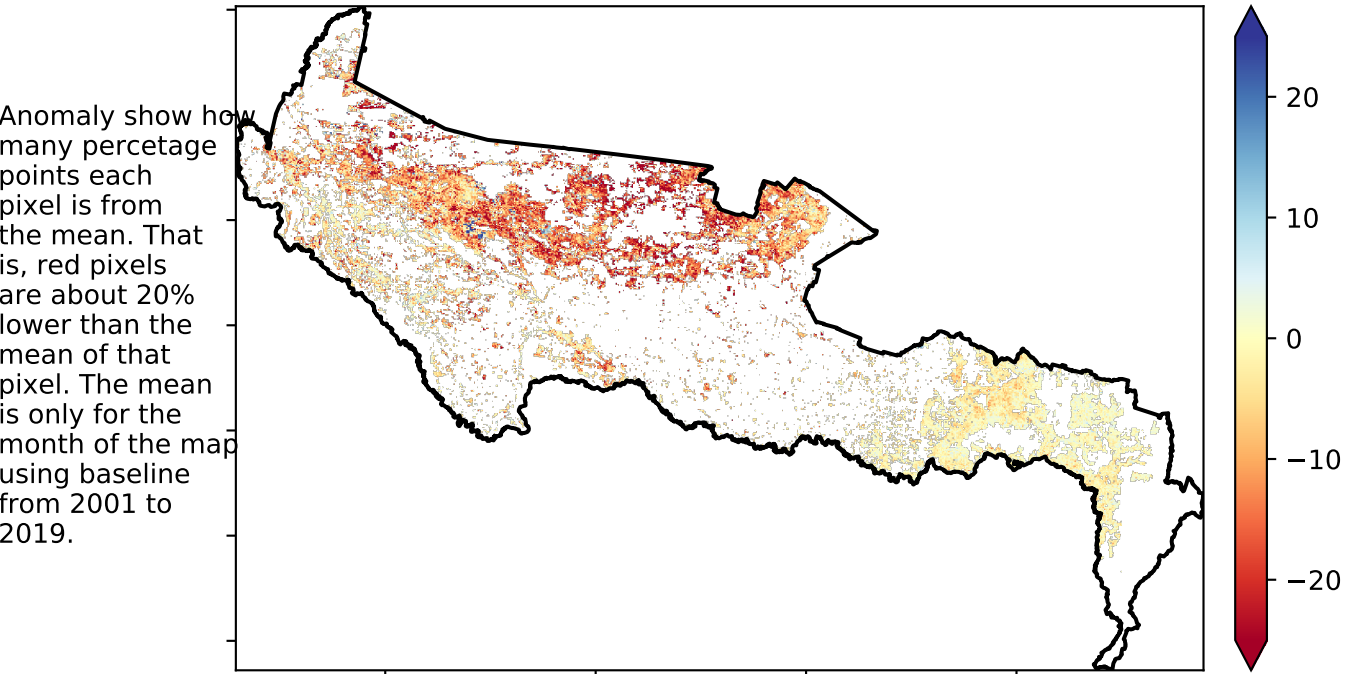 Anomaly show how
many percetage
points each
pixel is from
the mean. That
is, red pixels
are about 20%
lower than the
mean of that
pixel. The mean
is only for the
month of the map
using baseline
from 2001 to
2019.
20
10
0
−10
−20